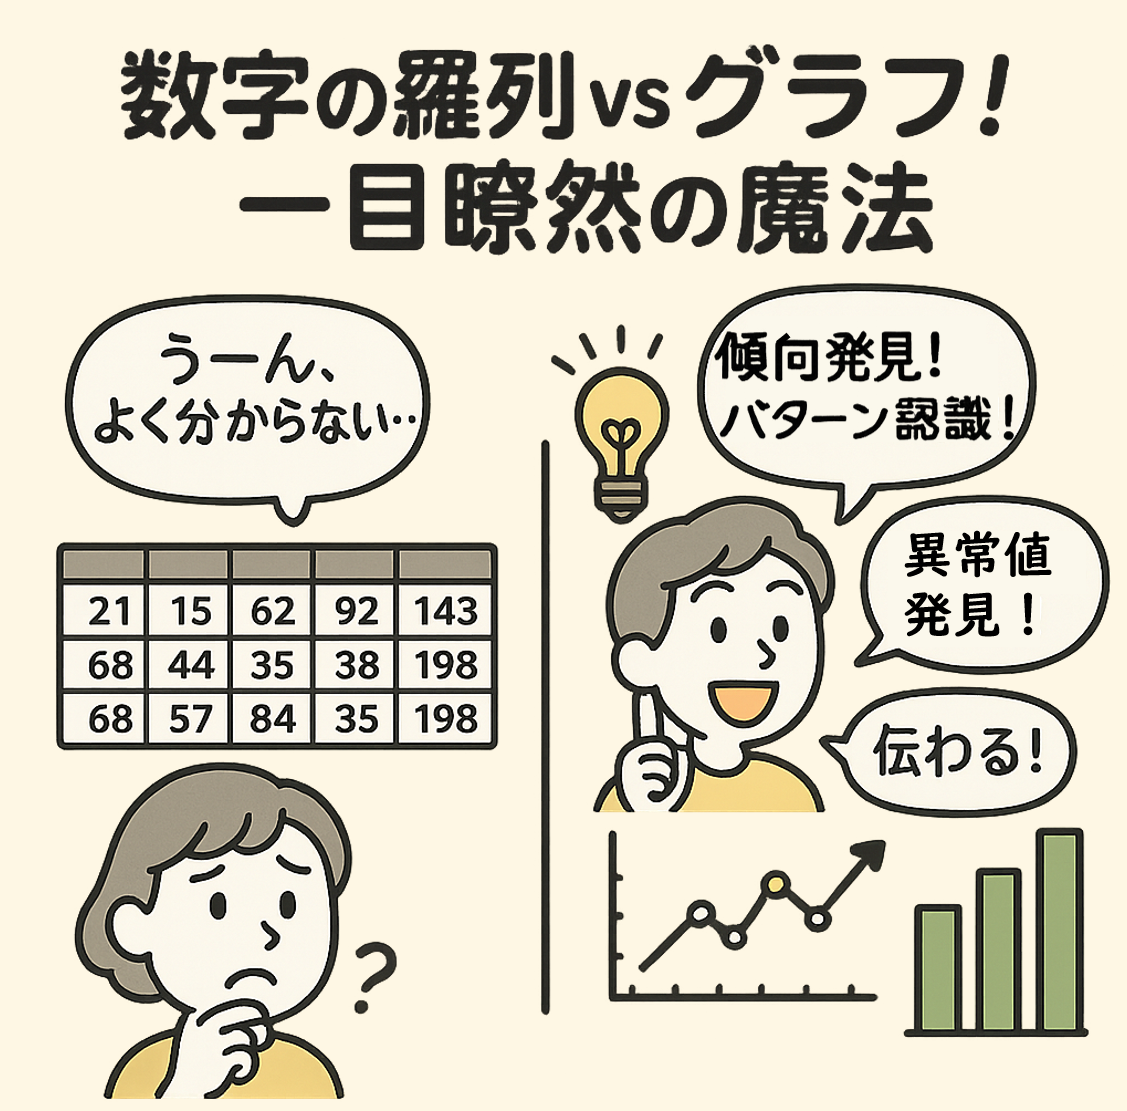 数字の羅列vsグラフ!
一目瞭然の魔法
うーん、
よく分からない‥
21 15 62 92 143
68 44 35 38 198
68 57 84 35 198
?
傾向発見!
パターン認識!
異常値
発見!
伝わる!